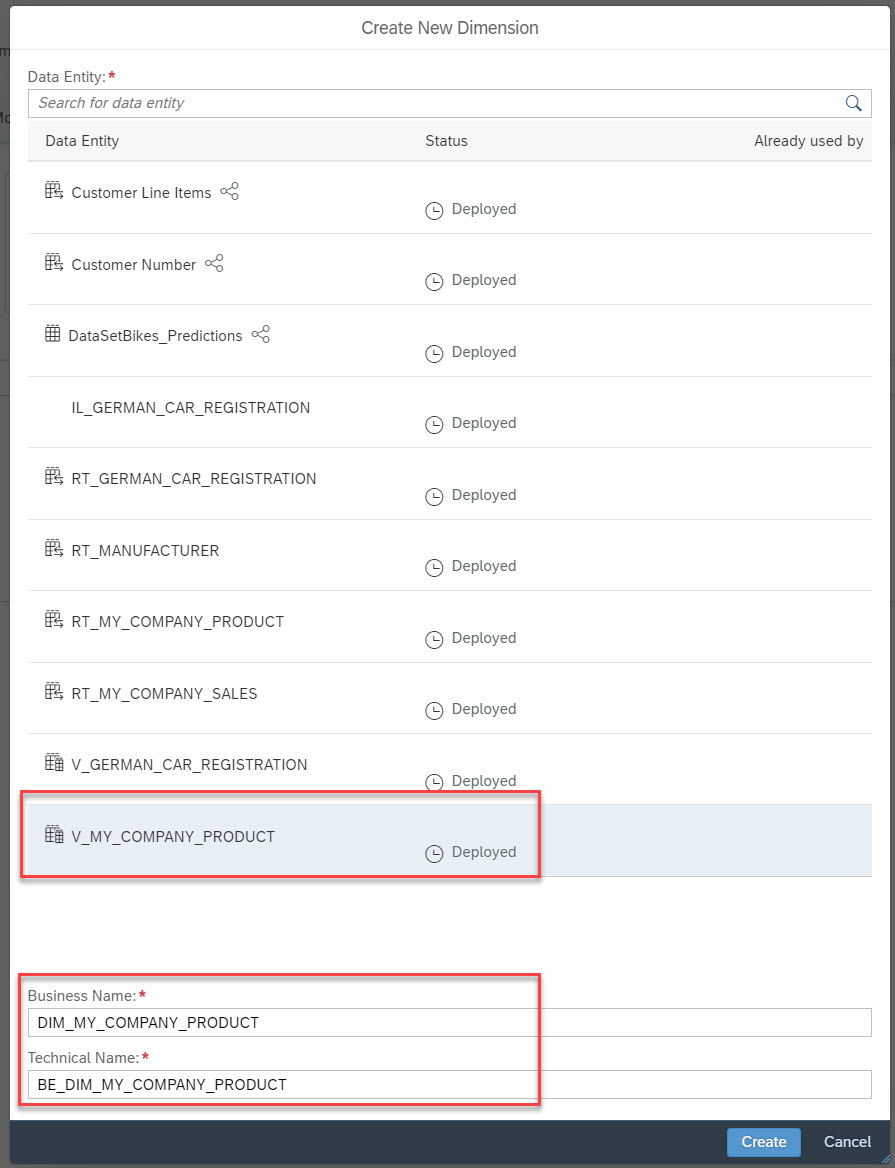 Create New Dimension
Data Entity:*
Search for data entity
Data Entity Status Already used by
Customer Line Items
Deployed
Customer Number
Deployed
DataSetBikes_Predictions
Deployed
IL_GERMAN_CAR_REGISTRATION
Deployed
RT_GERMAN_CAR_REGISTRATION
Deployed
RT_MANUFACTURER
Deployed
RT_MY_COMPANY_PRODUCT
Deployed
RT_MY_COMPANY_SALES
Deployed
V_GERMAN_CAR_REGISTRATION
Deployed
V_MY_COMPANY_PRODUCT
Deployed
Business Name:*
DIM_MY_COMPANY_PRODUCT
Technical Name:*
BE_DIM_MY_COMPANY_PRODUCT
Create Cancel